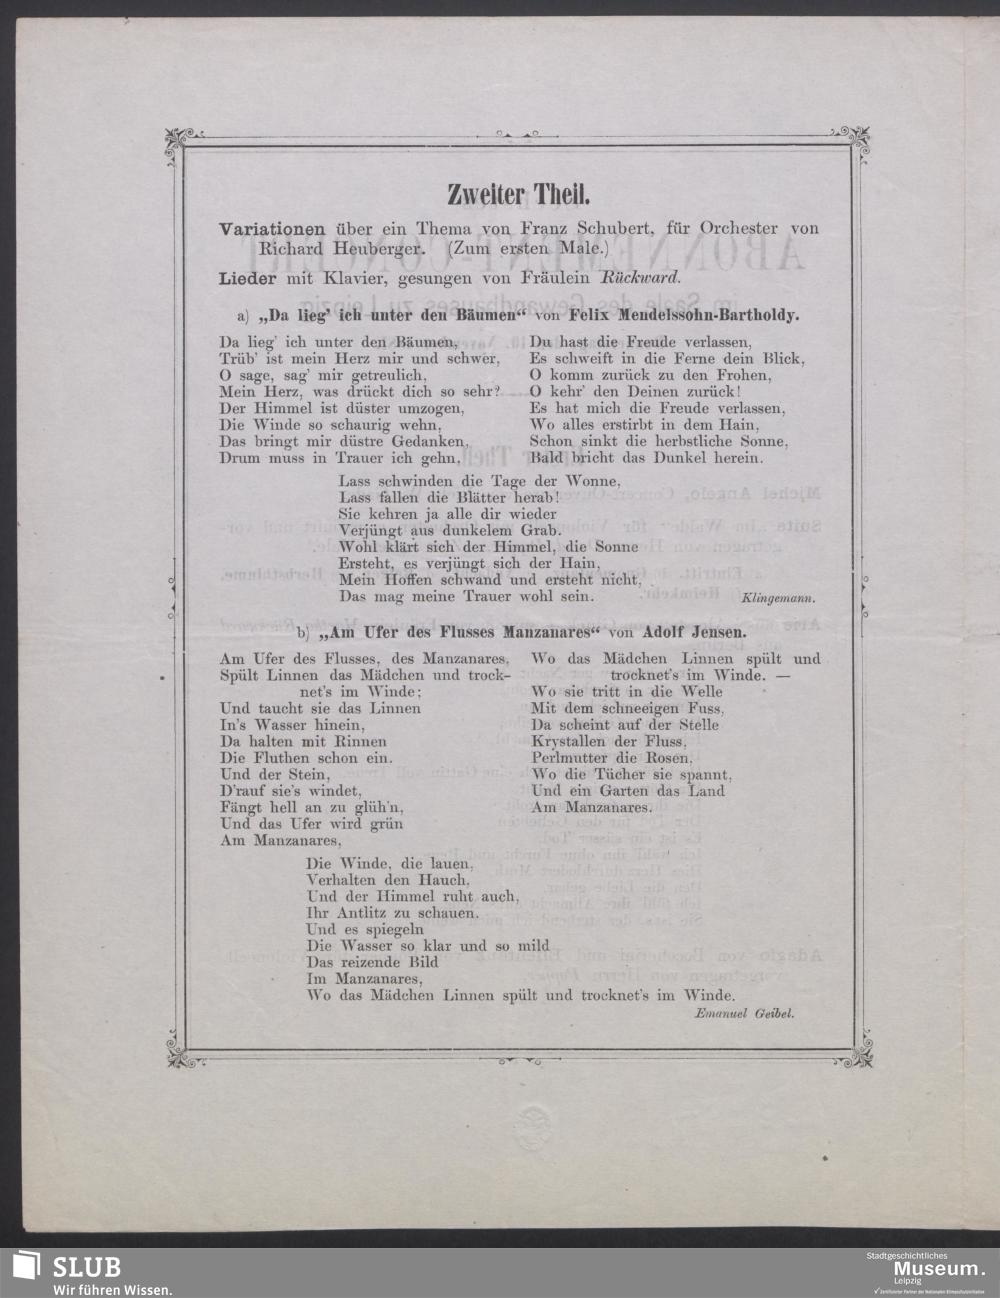 Zweiter Theil.
Variationen über ein Thema von Franz Schubert, für Orchester von
Richard Heuberger. (Zum ersten Male.)
Lieder mit Klavier, gesungen von Fräulein Rückward.
a) „Da lieg' ich unter den Bäumen“ von Felix Mendelssohn-Bartholdy.
Da lieg' ich unter den Bäumen,
Trüb' ist mein Herz mir und schwer,
O sage, sag' mir getreulich,
Mein Herz, was drückt dich so sehr?
Der Himmel ist düster umzogen,
Die Winde so schaurig wehn,
Das bringt mir düstre Gedanken,
Drum muss in Trauer ich gehn,
Du hast die Freude verlassen,
Es schweift in die Ferne dein Blick,
O komm zurück zu den Frohen,
O kehr' den Deinen zurück!
Es hat mich die Freude verlassen,
Wo alles erstirbt in dem Hain,
Schon sinkt die herbstliche Sonne,
Bald bricht das Dunkel herein.
Lass schwinden die Tage der Wonne,
Lass fallen die Blätter herab!
Sie kehren ja alle dir wieder
Verjüngt aus dunkelem Grab.
Wohl klärt sich der Himmel, die Sonne
Ersteht, es verjüngt sich der Hain,
Mein Hoffen schwand und ersteht nicht,
Das mag meine Trauer wohl sein.
Klingemann.
b) „Am Ufer des Flusses Manzanares“ von Adolf Jensen.
Am Ufer des Flusses, des Manzanares,
Spült Linnen das Mädchen und trock-
net's im Winde;
Und taucht sie das Linnen
In's Wasser hinein,
Da halten mit Rinnen
Die Fluthen schon ein.
Und der Stein,
D'rauf sie's windet,
Fängt hell an zu glüh'n,
Und das Ufer wird grün
Am Manzanares,
Wo das Mädchen Linnen spült und
trocknet's im Winde. —
Wo sie tritt in die Welle
Mit dem schneeigen Fuss,
Da scheint auf der Stelle
Krystallen der Fluss,
Perlmutter die Rosen,
Wo die Tücher sie spannt,
Und ein Garten das Land
Am Manzanares.
Die Winde, die lauen,
Verhalten den Hauch,
Und der Himmel ruht auch,
Ihr Antlitz zu schauen.
Und es spiegeln
Die Wasser so klar und so mild
Das reizende Bild
Im Manzanares,
Wo das Mädchen Linnen spült und trocknet's im Winde.
Emanuel Geibel.
SLUB
Wir führen Wissen.
Stadtgeschichtliches
Museum.
Leipzig
Zertifizierter Partner der Nationalen Klimaschutzinitiative